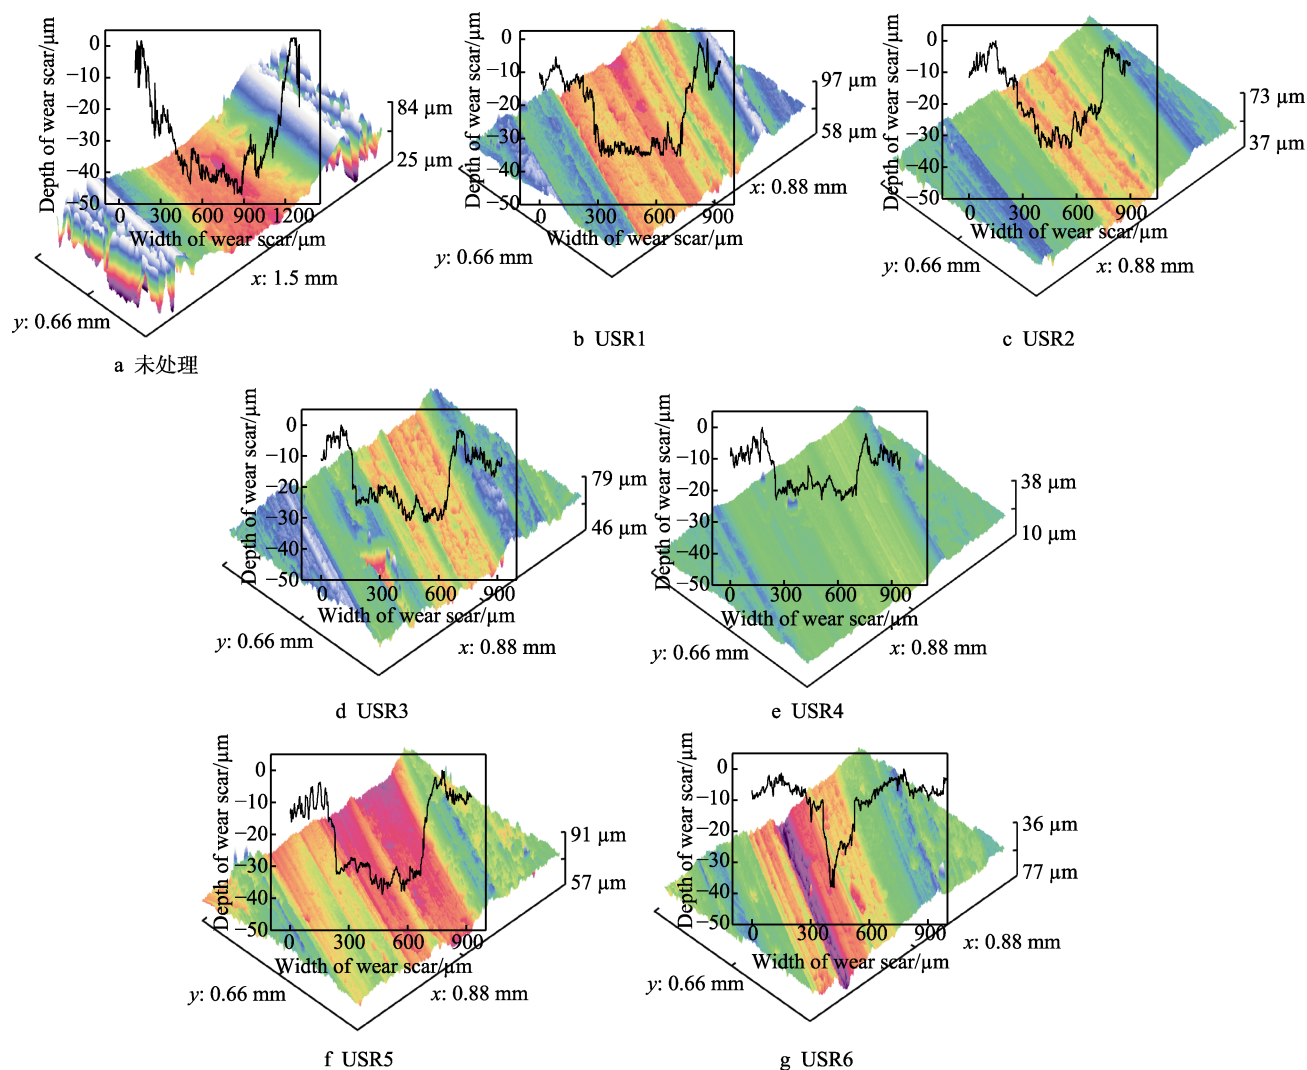 Depth of wear scar/μm
0
−10
−20
−30
−40
−50
0 300 600 900 1200
Width of wear scar/μm
84 μm
25 μm
x: 1.5 mm
y: 0.66 mm
a 未处理
Depth of wear scar/μm
0
−10
−20
−30
−40
−50
0 300 600 900
Width of wear scar/μm
97 μm
58 μm
x: 0.88 mm
y: 0.66 mm
b USR1
Depth of wear scar/μm
0
−10
−20
−30
−40
−50
0 300 600 900
Width of wear scar/μm
73 μm
37 μm
x: 0.88 mm
y: 0.66 mm
c USR2
Depth of wear scar/μm
0
−10
−20
−30
−40
−50
0 300 600 900
Width of wear scar/μm
79 μm
46 μm
x: 0.88 mm
y: 0.66 mm
d USR3
Depth of wear scar/μm
0
−10
−20
−30
−40
−50
0 300 600 900
Width of wear scar/μm
38 μm
10 μm
x: 0.88 mm
y: 0.66 mm
e USR4
Depth of wear scar/μm
0
−10
−20
−30
−40
−50
0 300 600 900
Width of wear scar/μm
91 μm
57 μm
x: 0.88 mm
y: 0.66 mm
f USR5
Depth of wear scar/μm
0
−10
−20
−30
−40
−50
0 300 600 900
Width of wear scar/μm
36 μm
77 μm
x: 0.88 mm
y: 0.66 mm
g USR6